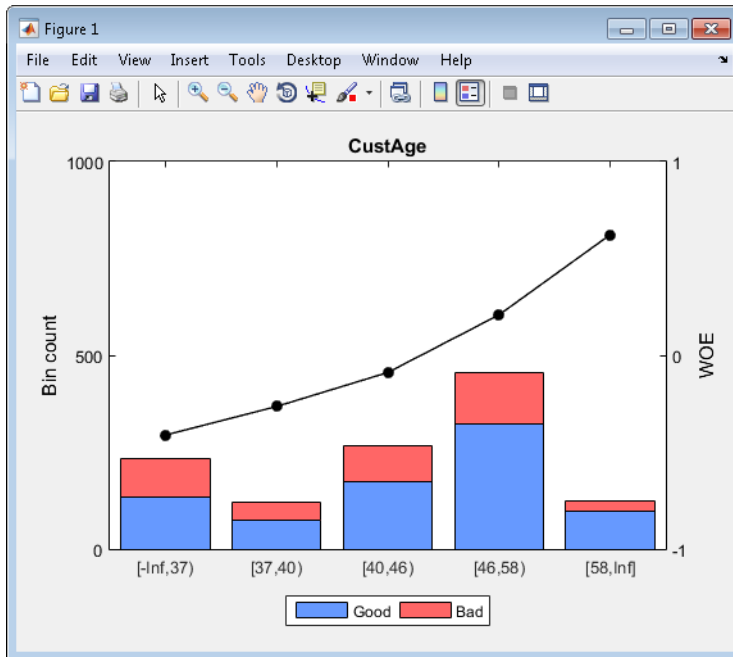 Figure 1
File Edit View Insert Tools Desktop Window Help
CustAge
1000
500
0
Bin count
1
0
-1
WOE
[-Inf,37) [37,40) [40,46) [46,58) [58,Inf]
Good Bad